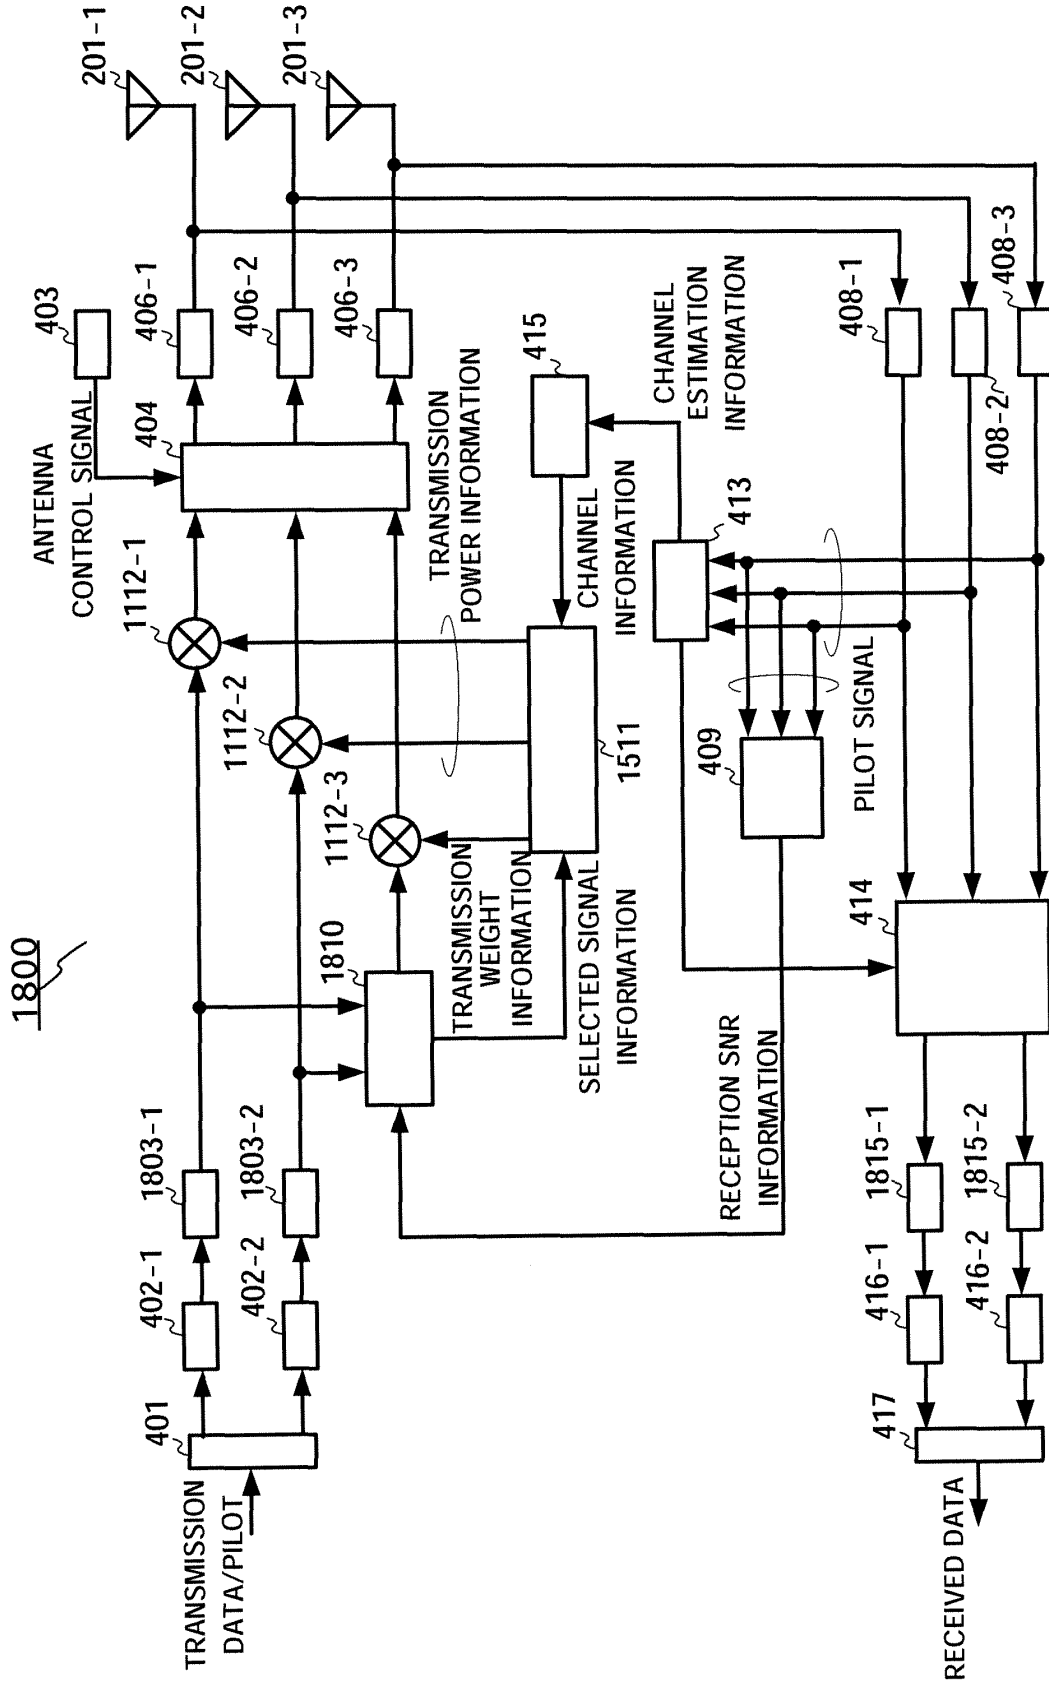 1800
TRANSMISSION
DATA/PILOT
401
402-1
402-2
1803-1
1803-2
1810
1112-1
1112-2
1112-3
ANTENNA
CONTROL SIGNAL
403
404
406-1
406-2
406-3
201-1
201-2
201-3
TRANSMISSION
POWER INFORMATION
TRANSMISSION
WEIGHT
INFORMATION
SELECTED SIGNAL
INFORMATION
1511
CHANNEL
INFORMATION
415
CHANNEL
ESTIMATION
INFORMATION
413
409
PILOT SIGNAL
RECEPTION SNR
INFORMATION
408-1
408-2
408-3
414
1815-1
1815-2
416-1
416-2
417
RECEIVED DATA